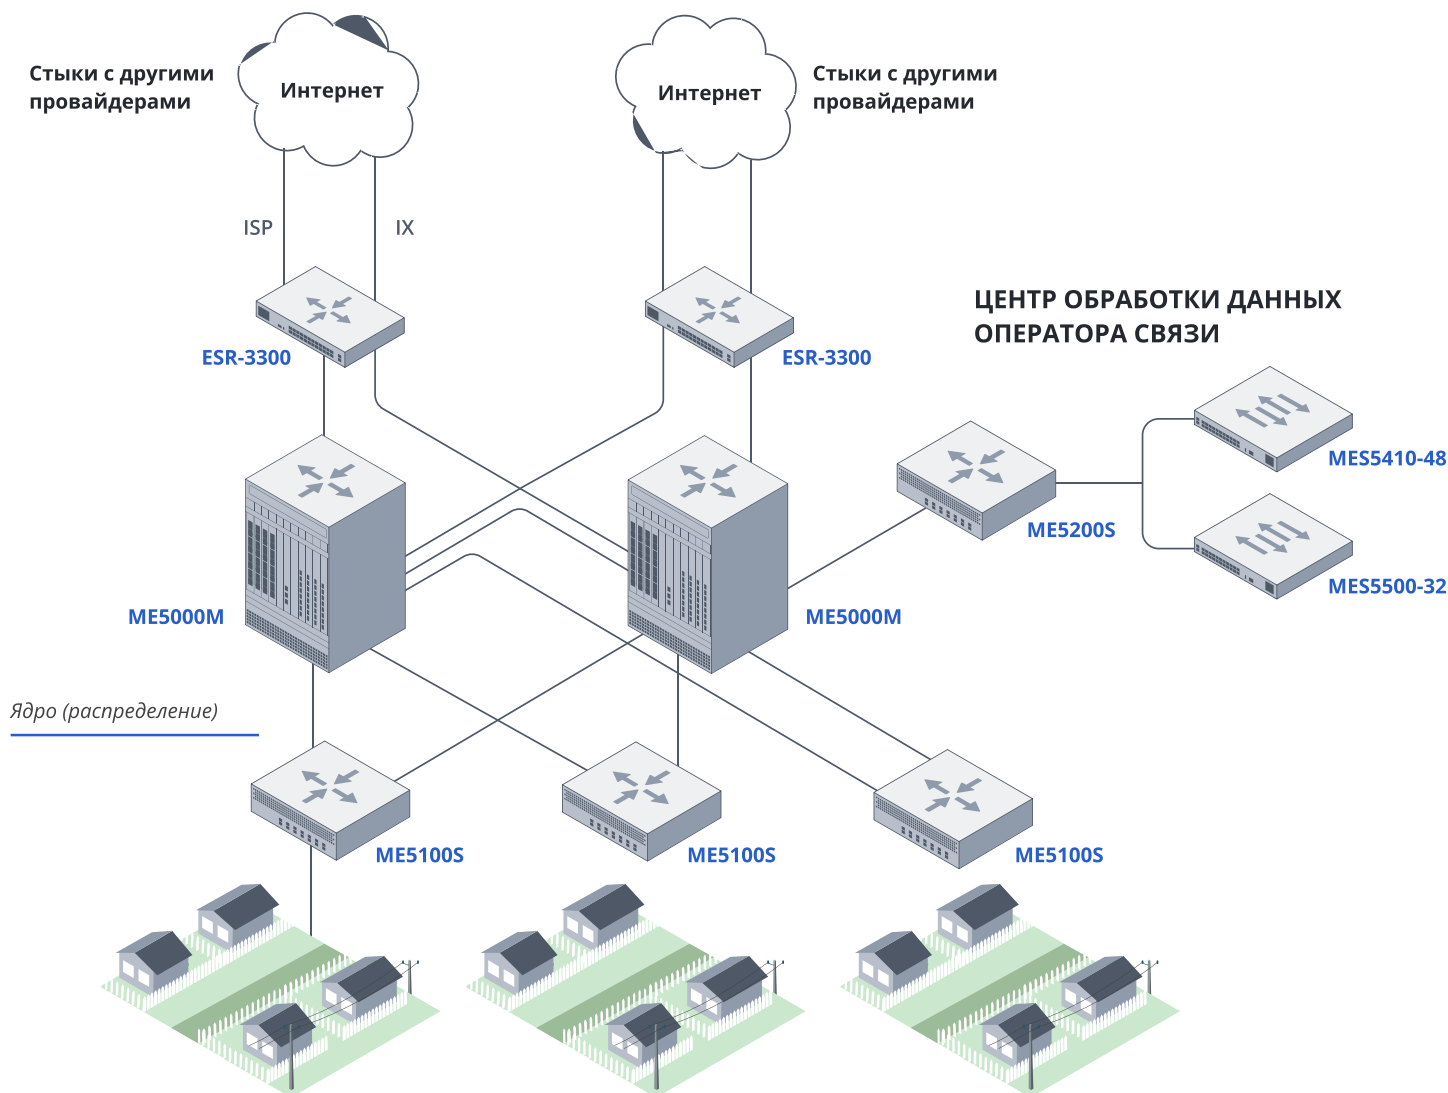 Стыки с другими
провайдерами
Интернет
Интернет
Стыки с другими
провайдерами
ISP
IX
ESR-3300
ESR-3300
ЦЕНТР ОБРАБОТКИ ДАННЫХ
ОПЕРАТОРА СВЯЗИ
MES5410-48
ME5200S
MES5500-32
ME5000M
ME5000M
Ядро (распределение)
ME5100S
ME5100S
ME5100S